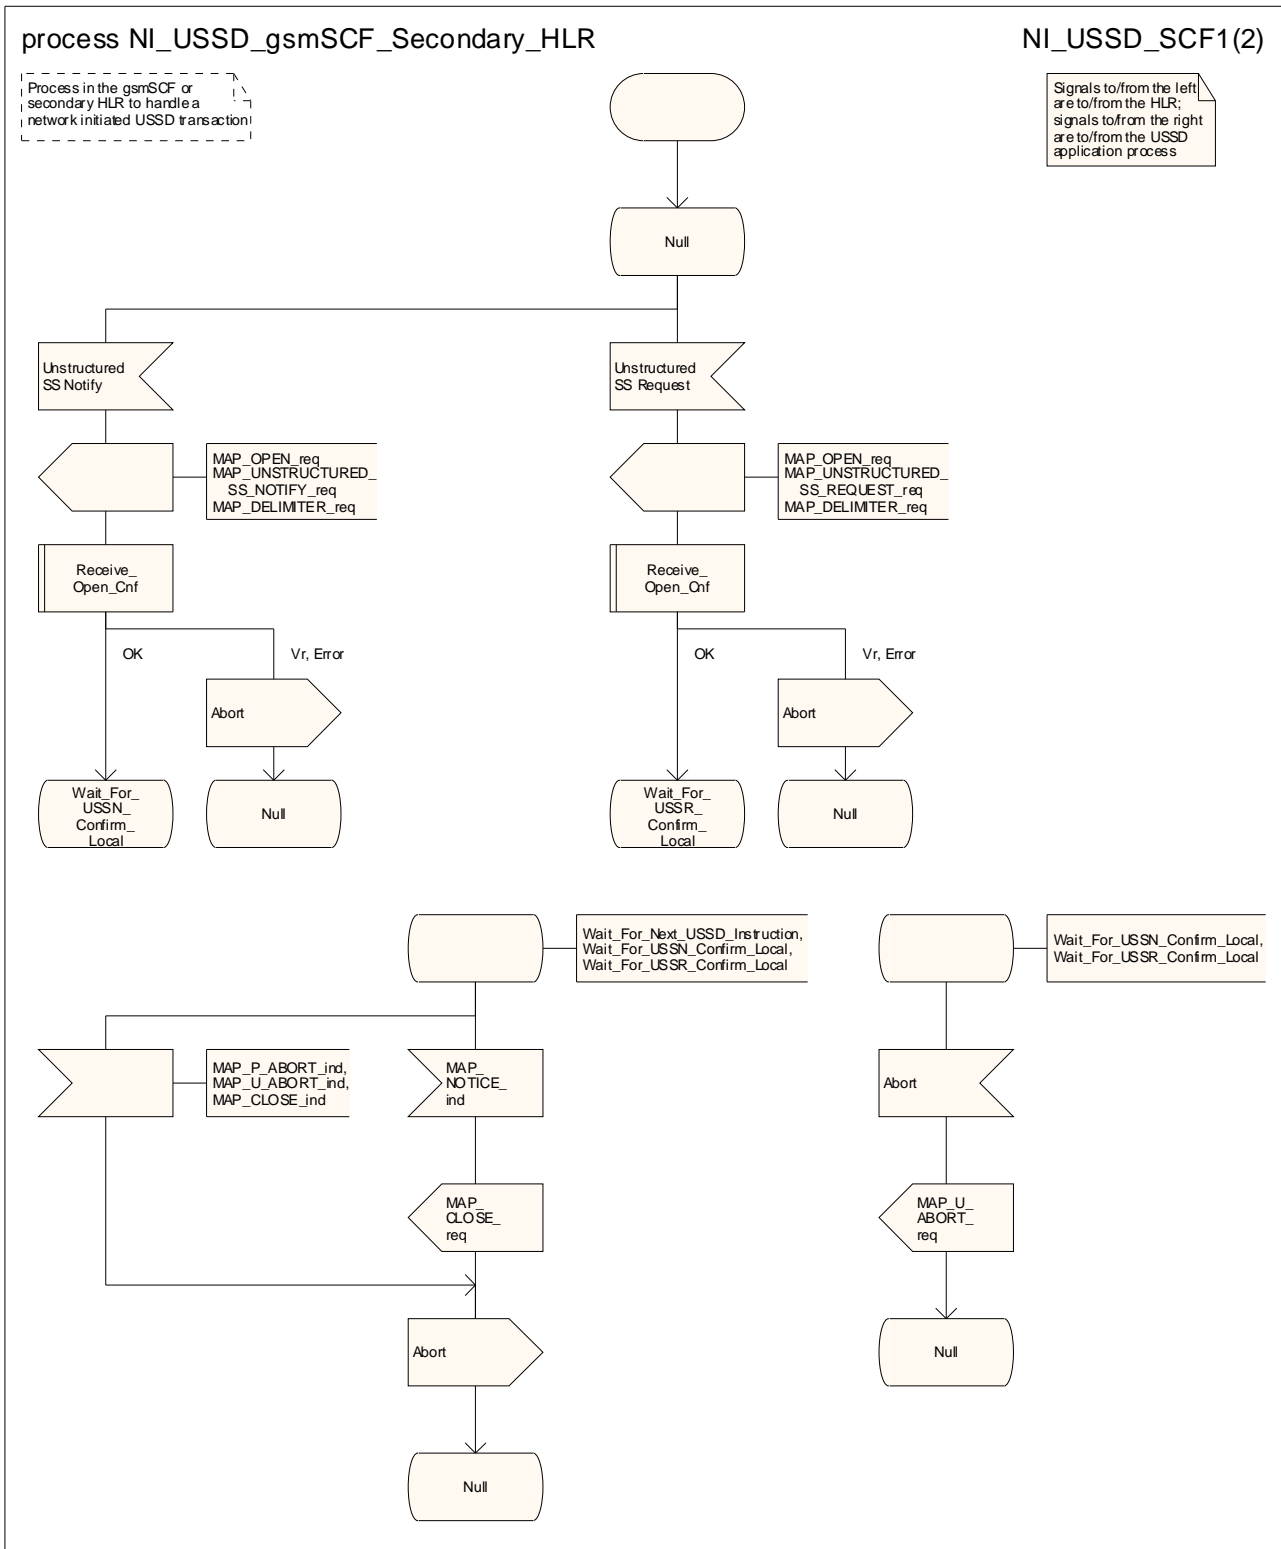 process NI_USSD_gsmSCF_Secondary_HLR
NI_USSD_SCF1(2)
Process in the gsmSCF or
secondary HLR to handle a
network initiated USSD transaction
Signals to/from the left
are to/from the HLR;
signals to/from the right
are to/from the USSD
application process
Null
Unstructured
SS Notify
Unstructured
SS Request
MAP_OPEN_req
MAP_UNSTRUCTURED_
SS_NOTIFY_req
MAP_DELIMITER_req
MAP_OPEN_req
MAP_UNSTRUCTURED_
SS_REQUEST_req
MAP_DELIMITER_req
Receive_
Open_Cnf
Receive_
Open_Cnf
OK
Vr, Error
OK
Vr, Error
Abort
Abort
Wait_For_
USSN_
Confirm_
Local
Null
Wait_For_
USSR_
Confirm_
Local
Null
Wait_For_Next_USSD_Instruction,
Wait_For_USSN_Confirm_Local,
Wait_For_USSR_Confirm_Local
Wait_For_USSN_Confirm_Local,
Wait_For_USSR_Confirm_Local
MAP_P_ABORT_ind,
MAP_U_ABORT_ind,
MAP_CLOSE_ind
MAP_
NOTICE_
ind
Abort
MAP_
CLOSE_
req
MAP_U_
ABORT_
req
Abort
Null
Null